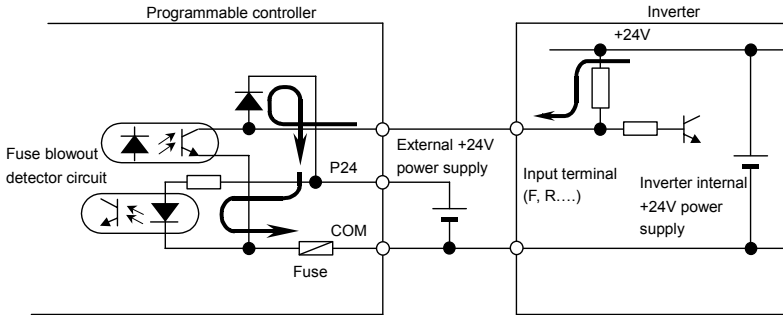 Programmable controller
Inverter
+24V
Fuse blowout
detector circuit
P24
External +24V
power supply
Input terminal
(F, R....)
Inverter internal
+24V power
supply
COM
Fuse